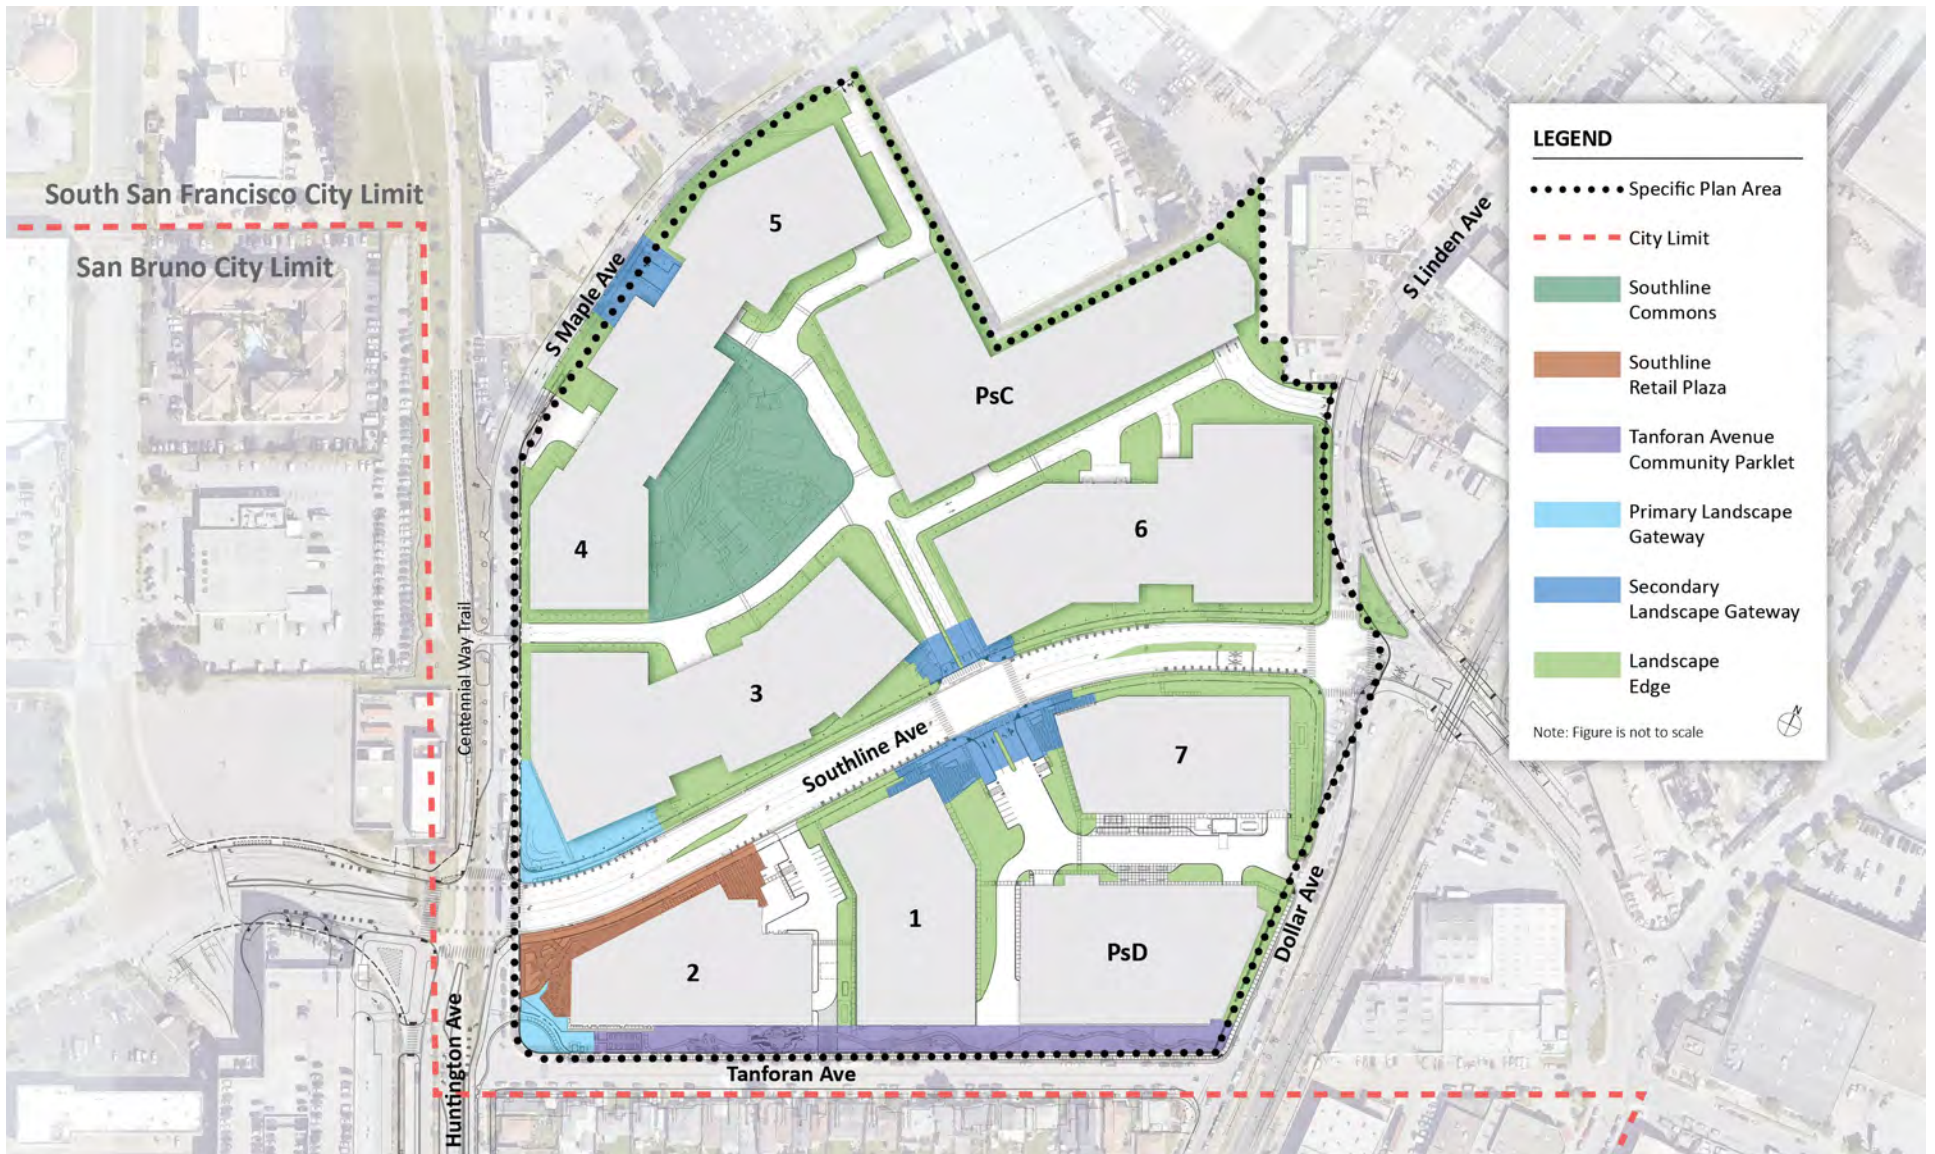 South San Francisco City Limit
San Bruno City Limit
S Maple Ave
S Linden Ave
5
PsC
4
6
3
Centennial Way Trail
Southline Ave
7
1
2
PsD
Dollar Ave
Huntington Ave
Tanforan Ave
LEGEND
Specific Plan Area
City Limit
Southline
Commons
Southline
Retail Plaza
Tanforan Avenue
Community Parklet
Primary Landscape
Gateway
Secondary
Landscape Gateway
Landscape
Edge
N
Note: Figure is not to scale